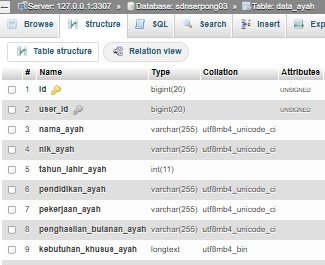 Server: 127.0.0.1:3307 » Database: sdnserpong03 » Table: data_ayah
Browse Structure SQL Search Insert Exp
Table structure Relation view
# Name Type Collation Attributes
1 id bigint(20) UNSIGNED
2 user_id bigint(20) UNSIGNED
3 nama_ayah varchar(255) utf8mb4_unicode_ci
4 nik_ayah varchar(255) utf8mb4_unicode_ci
5 tahun_lahir_ayah int(11)
6 pendidikan_ayah varchar(255) utf8mb4_unicode_ci
7 pekerjaan_ayah varchar(255) utf8mb4_unicode_ci
8 penghasilan_bulanan_ayah varchar(255) utf8mb4_unicode_ci
9 kebutuhan_khusus_ayah longtext utf8mb4_bin